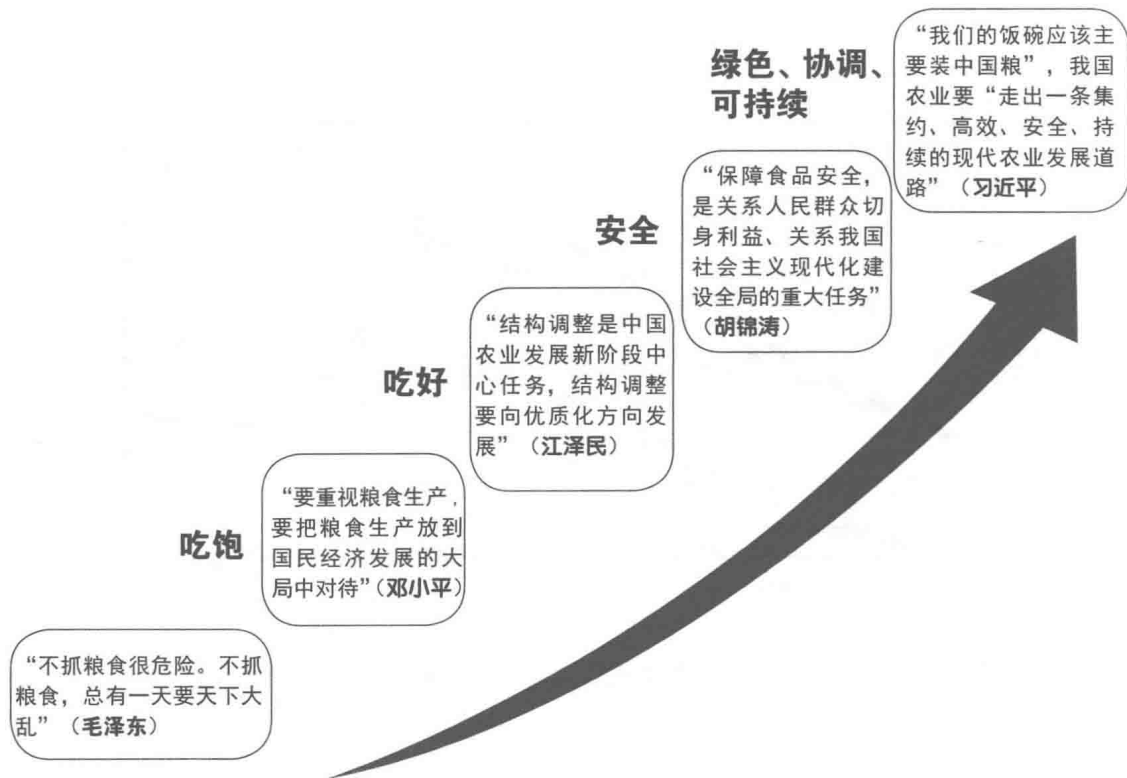 绿色、协调、
可持续
“我们的饭碗应该主
要装中国粮”，我国
农业要“走出一条集
约、高效、安全、持
续的现代农业发展道
路”（习近平）
安全
“保障食品安全，
是关系人民群众切
身利益、关系我国
社会主义现代化建
设全局的重大任务”
（胡锦涛）
吃好
“结构调整是中国
农业发展新阶段中
心任务，结构调整
要向优质化方向发
展”（江泽民）
吃饱
“要重视粮食生产，
要把粮食生产放到
国民经济发展的大
局中对待”（邓小平）
“不抓粮食很危险。不抓
粮食，总有一天要天下大
乱”（毛泽东）